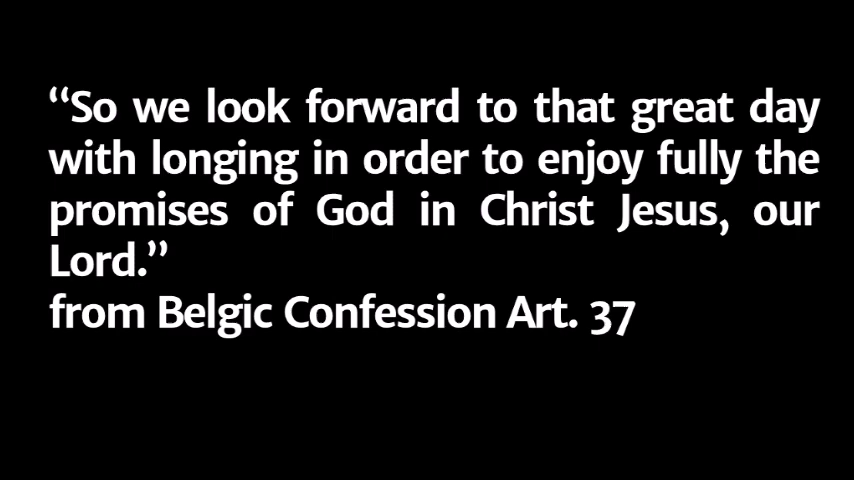 “So we look forward to that great day
with longing in order to enjoy fully the
promises of God in Christ Jesus, our
Lord.”
from Belgic Confession Art. 37